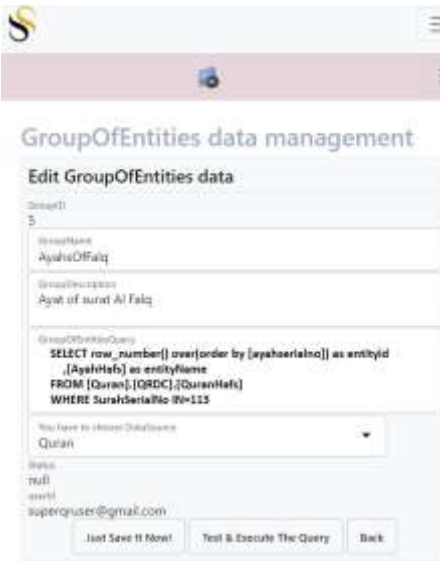 GroupOfEntities data management
Edit GroupOfEntities data
GroupID
5
GroupName
AyahsOfFalq
GroupDescription
Ayat of surat Al Falq
GroupOfEntitiesQuery
SELECT row_number() over(order by [ayahserialno]) as entityid
,[AyahHafs] as entityName
FROM [Quran].[QRDC].[QuranHafs]
WHERE SurahSerialNo IN=113
You have to choose DataSource
Quran
Status
null
userId
superqruser@gmail.com
Just Save It Now! Test & Execute The Query Back